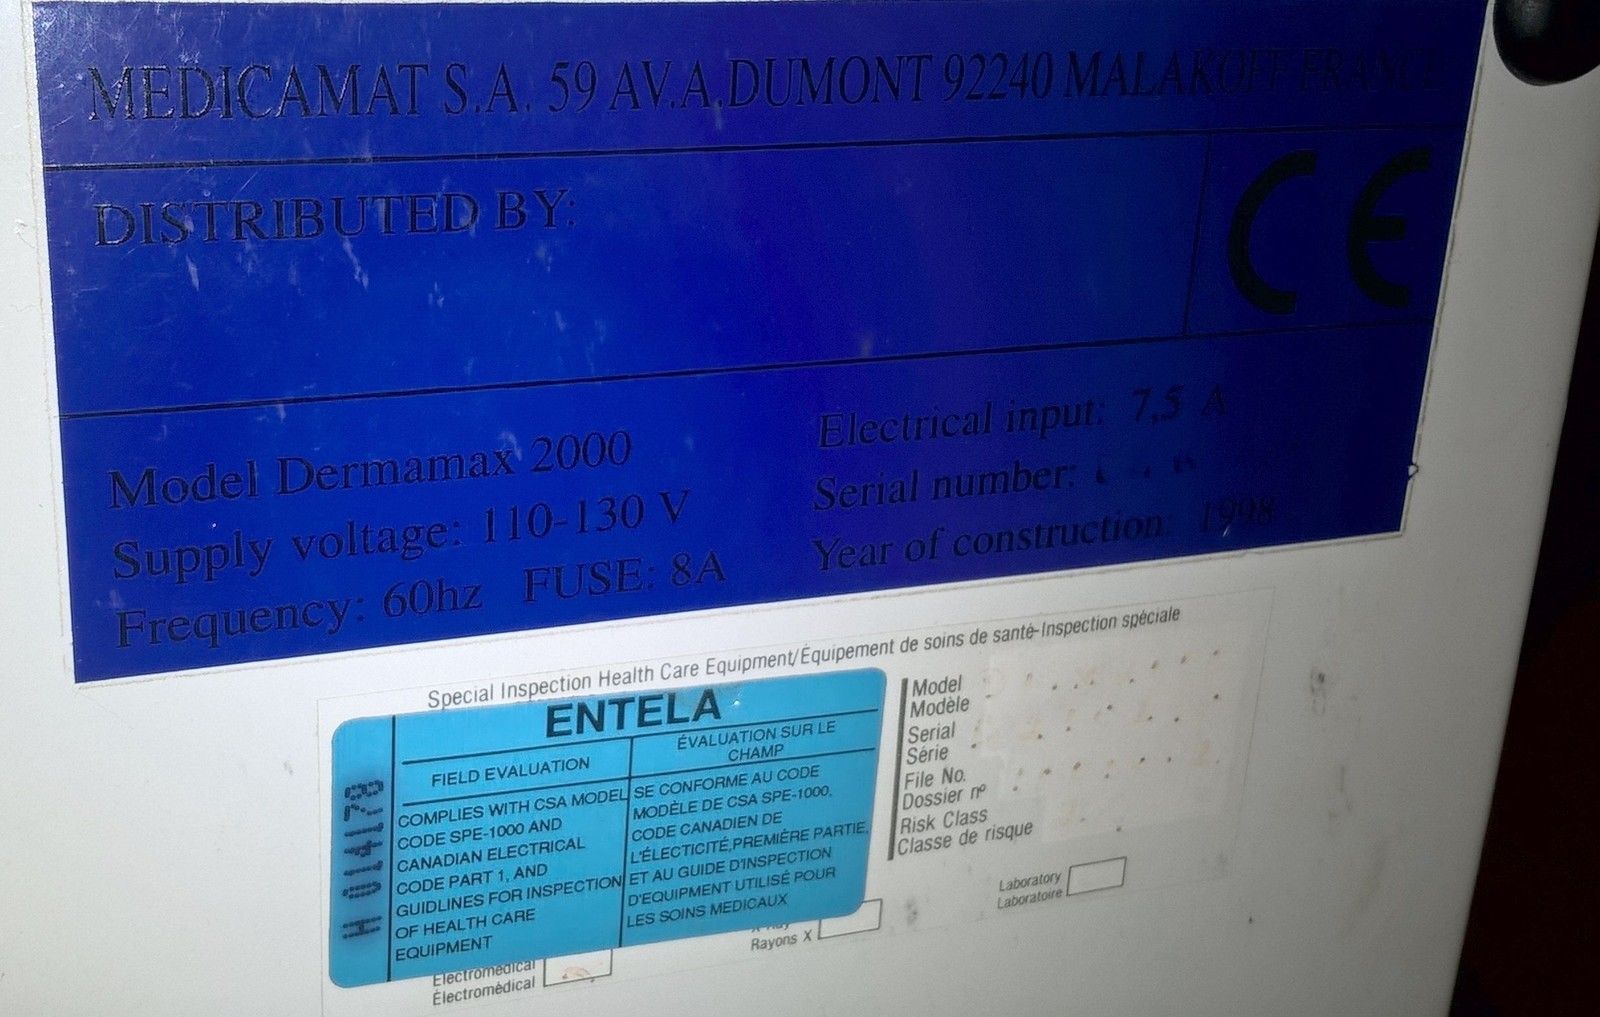 MEDICAMAT S.A. 59 AV.A.DUMONT 92240 MALAKOFF FRANCE
DISTRIBUTED BY:
CE
Model Dermamax 2000
Supply voltage: 110-130 V
Frequency: 60hz FUSE: 8A
Electrical input: 7,5 A
Serial number:
Year of construction: 1998
Special Inspection Health Care Equipment/Équipement de soins de santé-Inspection spéciale
ENTELA
FIELD EVALUATION
COMPLIES WITH CSA MODEL
CODE SPE-1000 AND
CANADIAN ELECTRICAL
CODE PART 1, AND
GUIDLINES FOR INSPECTION
OF HEALTH CARE
EQUIPMENT
ÉVALUATION SUR LE
CHAMP
SE CONFORME AU CODE
MODÈLE DE CSA SPE-1000,
CODE CANADIEN DE
L'ÉLECTICITÉ,PREMIÈRE PARTIE,
ET AU GUIDE D'INSPECTION
D'EQUIPMENT UTILISÉ POUR
LES SOINS MEDICAUX
Model
Modèle
Serial
Série
File No.
Dossier nº
Risk Class
Classe de risque
Electromedical
Électromédical
Rayons X
Laboratory
Laboratoire